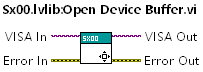 Sx00.lvlib:Open Device Buffer.vi
VISA In SX00 VISA Out
Error In Error Out